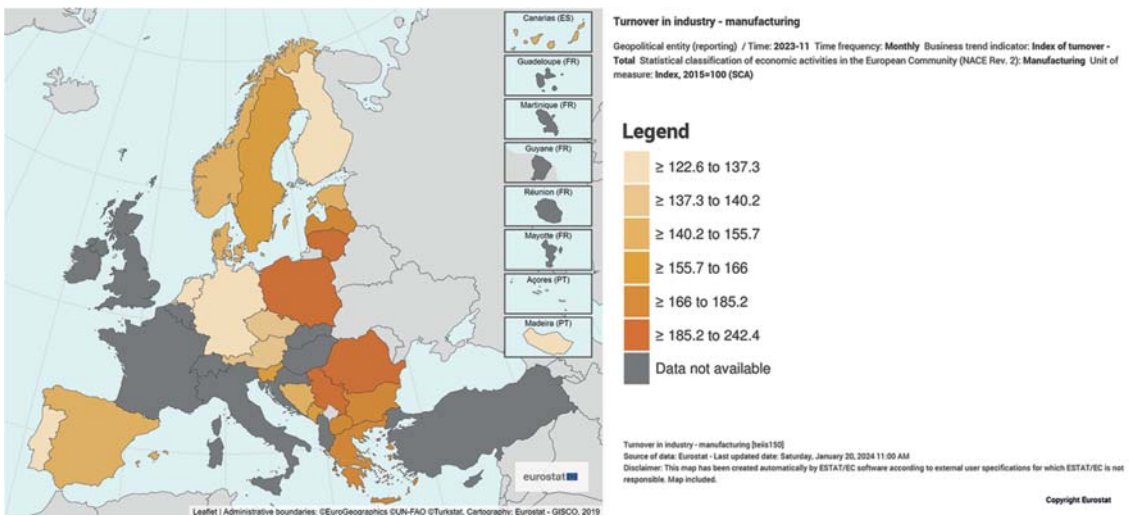 Canarias (ES)
Guadeloupe (FR)
Martinique (FR)
Guyane (FR)
Réunion (FR)
Mayotte (FR)
Açores (PT)
Madeira (PT)
eurostat
Leaflet | Administrative boundaries: ©EuroGeographics ©UN-FAO ©Turkstat, Cartography: Eurostat - GISCO, 2019
Turnover in industry - manufacturing
Geopolitical entity (reporting) / Time: 2023-11 Time frequency: Monthly Business trend indicator: Index of turnover -
Total Statistical classification of economic activities in the European Community (NACE Rev. 2): Manufacturing Unit of
measure: Index, 2015=100 (SCA)
Legend
≥ 122.6 to 137.3
≥ 137.3 to 140.2
≥ 140.2 to 155.7
≥ 155.7 to 166
≥ 166 to 185.2
≥ 185.2 to 242.4
Data not available
Turnover in industry - manufacturing [teiis150]
Source of data: Eurostat - Last updated date: Saturday, January 20, 2024 11:00 AM
Disclaimer: This map has been created automatically by ESTAT/EC software according to external user specifications for which ESTAT/EC is not
responsible. Map included.
Copyright Eurostat